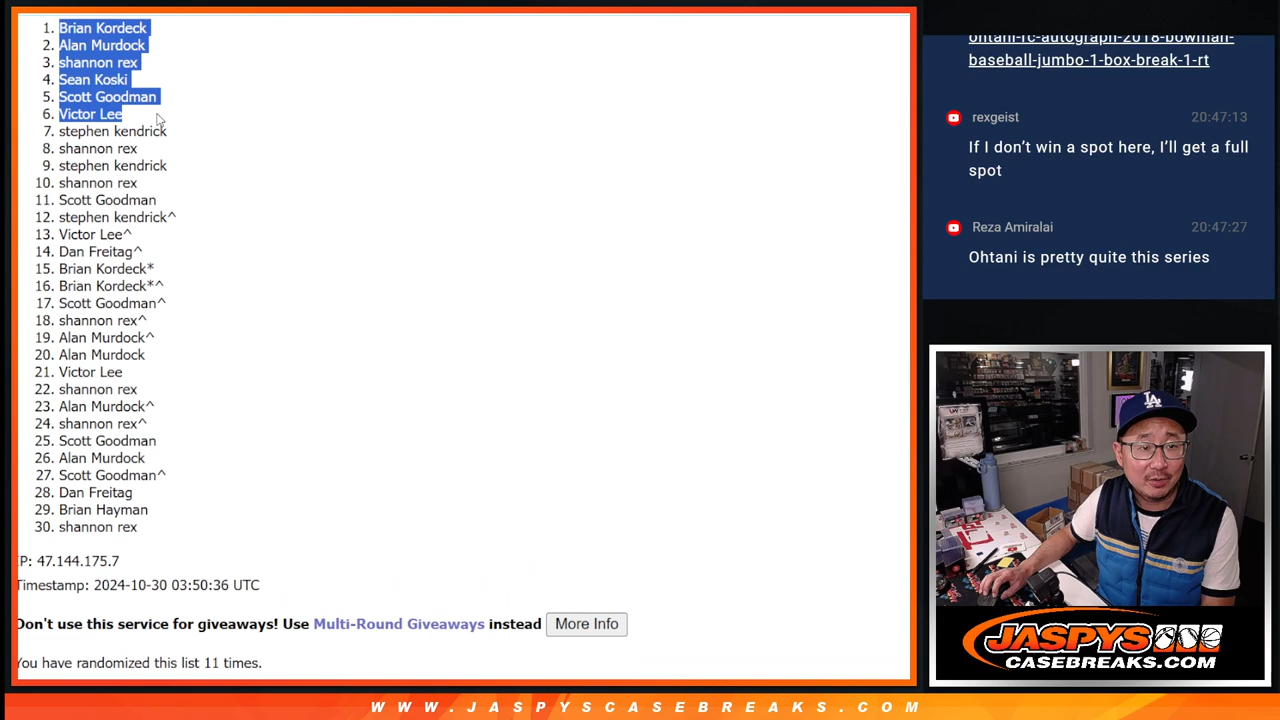 1. Brian Kordeck
2. Alan Murdock
3. shannon rex
4. Sean Koski
5. Scott Goodman
6. Victor Lee
7. stephen kendrick
8. shannon rex
9. stephen kendrick
10. shannon rex
11. Scott Goodman
12. stephen kendrick^
13. Victor Lee^
14. Dan Freitag^
15. Brian Kordeck*
16. Brian Kordeck*^
17. Scott Goodman^
18. shannon rex^
19. Alan Murdock^
20. Alan Murdock
21. Victor Lee
22. shannon rex
23. Alan Murdock^
24. shannon rex^
25. Scott Goodman
26. Alan Murdock
27. Scott Goodman^
28. Dan Freitag
29. Brian Hayman
30. shannon rex
IP: 47.144.175.7
Timestamp: 2024-10-30 03:50:36 UTC
Don't use this service for giveaways! Use Multi-Round Giveaways instead More Info
You have randomized this list 11 times.
ohtani-rc-autograph-2018-bowman-
baseball-jumbo-1-box-break-1-rt
rexgeist 20:47:13
If I don't win a spot here, I'll get a full
spot
Reza Amiralai 20:47:27
Ohtani is pretty quite this series
LA
JASPYS
CASEBREAKS.COM
WWW.JASPYSCASEBREAKS.COM